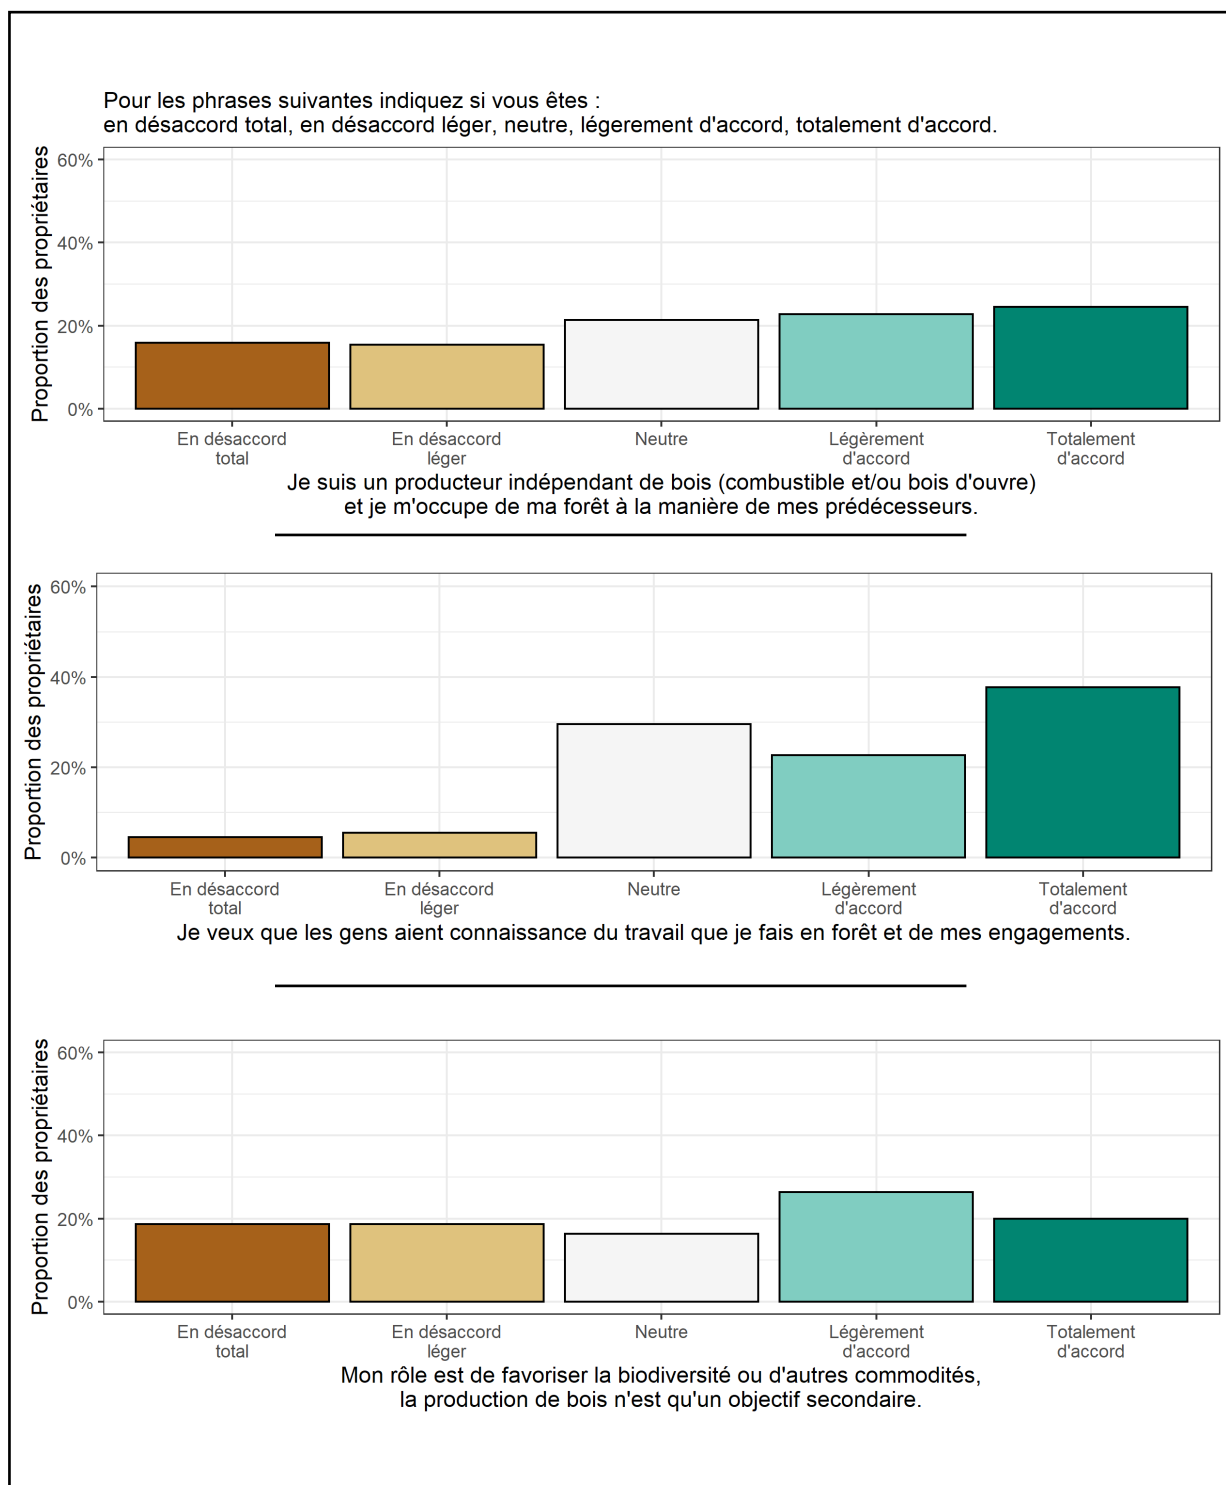 Pour les phrases suivantes indiquez si vous êtes :
en désaccord total, en désaccord léger, neutre, légerement d'accord, totalement d'accord.
Proportion des propriétaires
60%
40%
20%
0%
En désaccord total
En désaccord léger
Neutre
Légèrement d'accord
Totalement d'accord
Je suis un producteur indépendant de bois (combustible et/ou bois d'ouvre)
et je m'occupe de ma forêt à la manière de mes prédécesseurs.
Proportion des propriétaires
60%
40%
20%
0%
En désaccord total
En désaccord léger
Neutre
Légèrement d'accord
Totalement d'accord
Je veux que les gens aient connaissance du travail que je fais en forêt et de mes engagements.
Proportion des propriétaires
60%
40%
20%
0%
En désaccord total
En désaccord léger
Neutre
Légèrement d'accord
Totalement d'accord
Mon rôle est de favoriser la biodiversité ou d'autres commodités,
la production de bois n'est qu'un objectif secondaire.